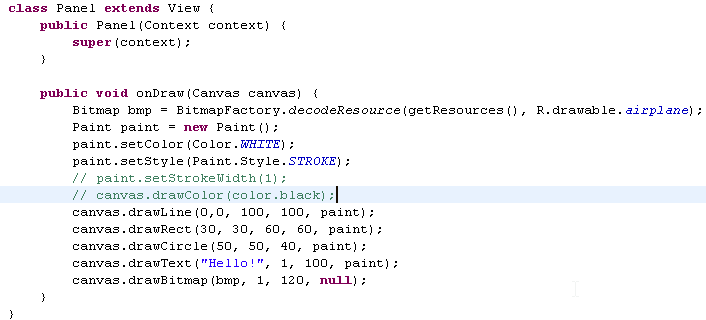 class Panel extends View {
    public Panel(Context context) {
        super(context);
    }

    public void onDraw(Canvas canvas) {
        Bitmap bmp = BitmapFactory.decodeResource(getResources(), R.drawable.airplane);
        Paint paint = new Paint();
        paint.setColor(Color.WHITE);
        paint.setStyle(Paint.Style.STROKE);
        // paint.setStrokeWidth(1);
        // canvas.drawColor(color.black);
        canvas.drawLine(0,0, 100, 100, paint);
        canvas.drawRect(30, 30, 60, 60, paint);
        canvas.drawCircle(50, 50, 40, paint);
        canvas.drawText("Hello!", 1, 100, paint);
        canvas.drawBitmap(bmp, 1, 120, null);
    }
}